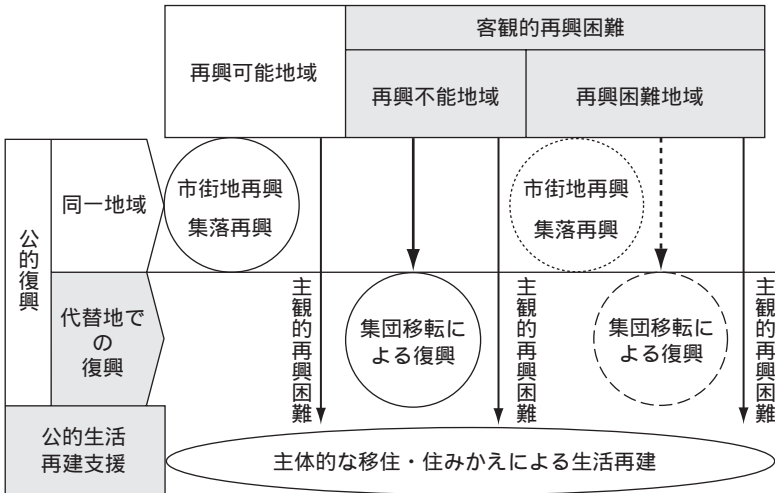 客観的再興困難
再興可能地域
再興不能地域
再興困難地域
公的復興
同一地域
市街地再興
集落再興
市街地再興
集落再興
代替地で
の
復興
主観的再興困難
集団移転に
よる復興
主観的再興困難
集団移転に
よる復興
主観的再興困難
公的生活
再建支援
主体的な移住・住みかえによる生活再建